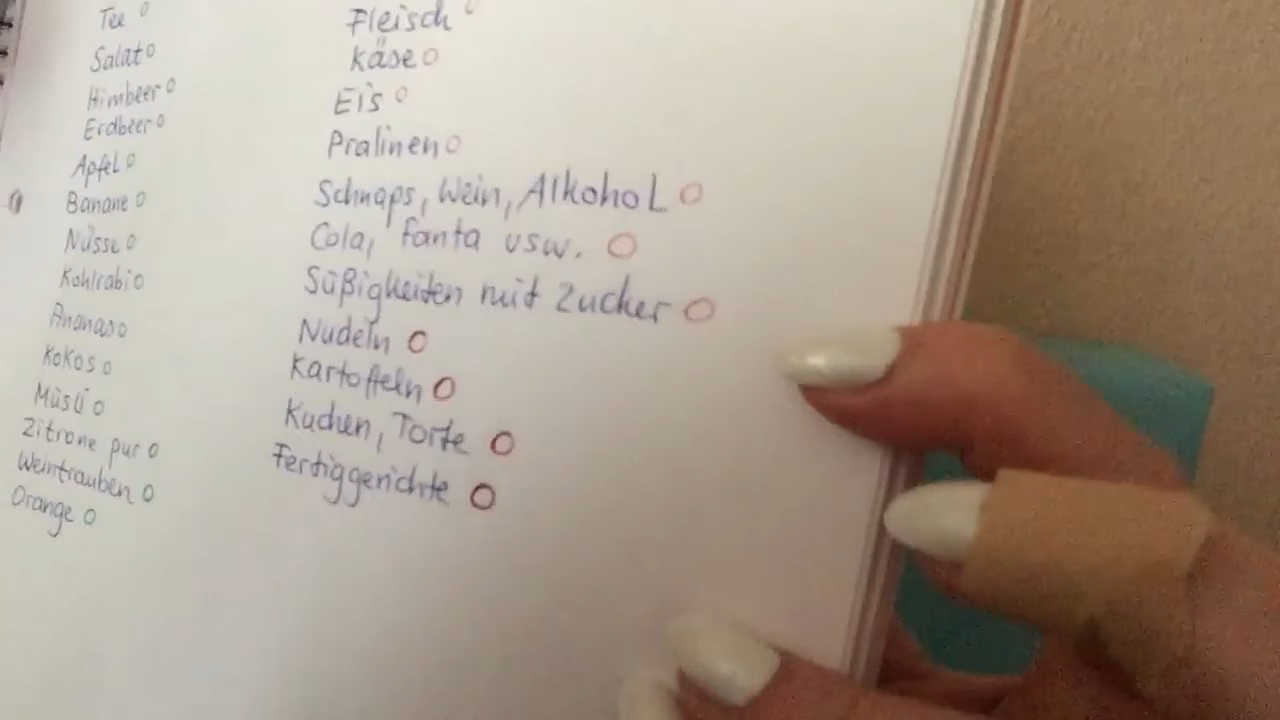 Tee
Salat
Himbeer
Erdbeer
Apfel
Banane
Nüsse
Kohlrabi
Ananas
Kokos
Müsli
Zitrone pur
Weintrauben
Orange
Fleisch
Käse
Eis
Pralinen
Schnaps, Wein, Alkohol
Cola, Fanta usw.
Süßigkeiten mit Zucker
Nudeln
Kartoffeln
Kuchen, Torte
Fertiggerichte